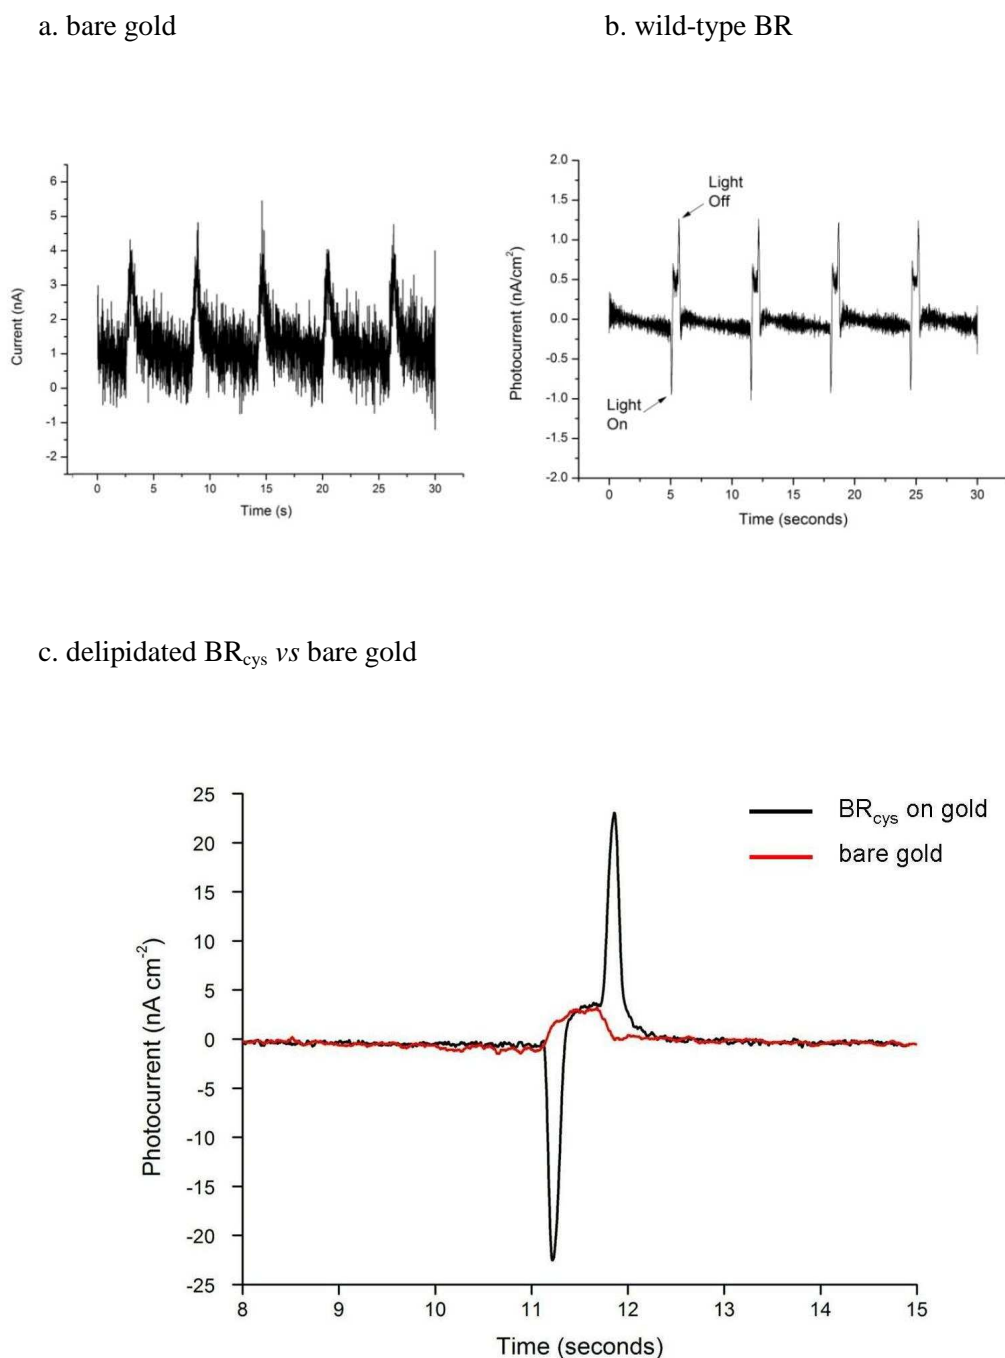 a. bare gold
b. wild-type BR
6
5
4
3
2
1
0
-1
-2
Current (nA)
0 5 10 15 20 25 30
Time (s)
2.0
1.5
1.0
0.5
0.0
-0.5
-1.0
-1.5
-2.0
Photocurrent (nA/cm²)
Light
Off
Light
On
0 5 10 15 20 25 30
Time (seconds)
c. delipidated BRcys vs bare gold
25
20
15
10
5
0
-5
-10
-15
-20
-25
Photocurrent (nA cm⁻²)
BRcys on gold
bare gold
8 9 10 11 12 13 14 15
Time (seconds)